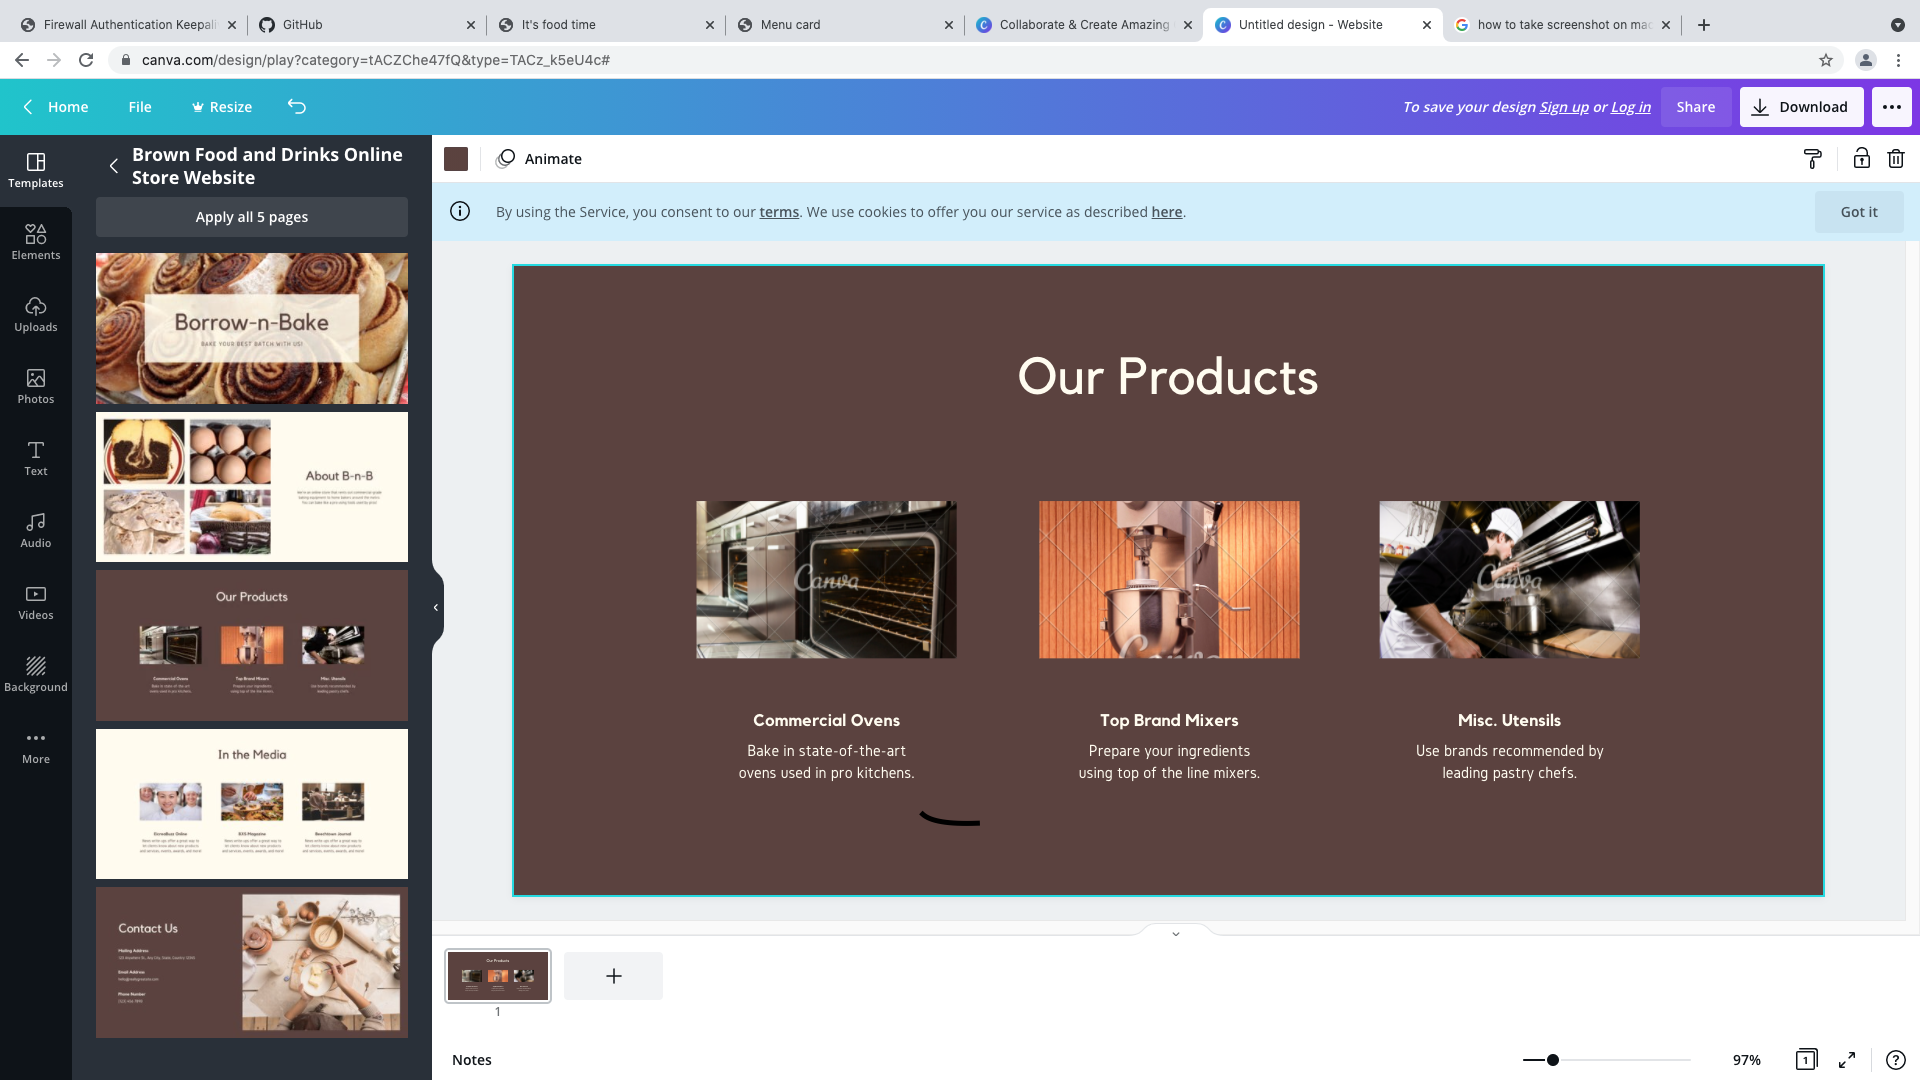 Firewall Authentication Keepali
GitHub
It's food time
Menu card
Collaborate & Create Amazing
Untitled design - Website
how to take screenshot on mac
canva.com/design/play?category=tACZChe47fQ&type=TACz_k5eU4c#
Home
File
Resize
To save your design Sign up or Log in
Share
Download
Templates
Elements
Uploads
Photos
Text
Audio
Videos
Background
More
Brown Food and Drinks Online
Store Website
Apply all 5 pages
Borrow-n-Bake
BAKE YOUR BEST BATCH WITH US!
About B-n-B
Our Products
Commercial Ovens
Top Brand Mixers
Misc. Utensils
In the Media
Contact Us
Mailing Address
Email Address
Phone Number
Animate
By using the Service, you consent to our terms. We use cookies to offer you our service as described here.
Got it
Our Products
Canva
Canva
Canva
Commercial Ovens
Bake in state-of-the-art
ovens used in pro kitchens.
Top Brand Mixers
Prepare your ingredients
using top of the line mixers.
Misc. Utensils
Use brands recommended by
leading pastry chefs.
Our Products
1
Notes
97%
1